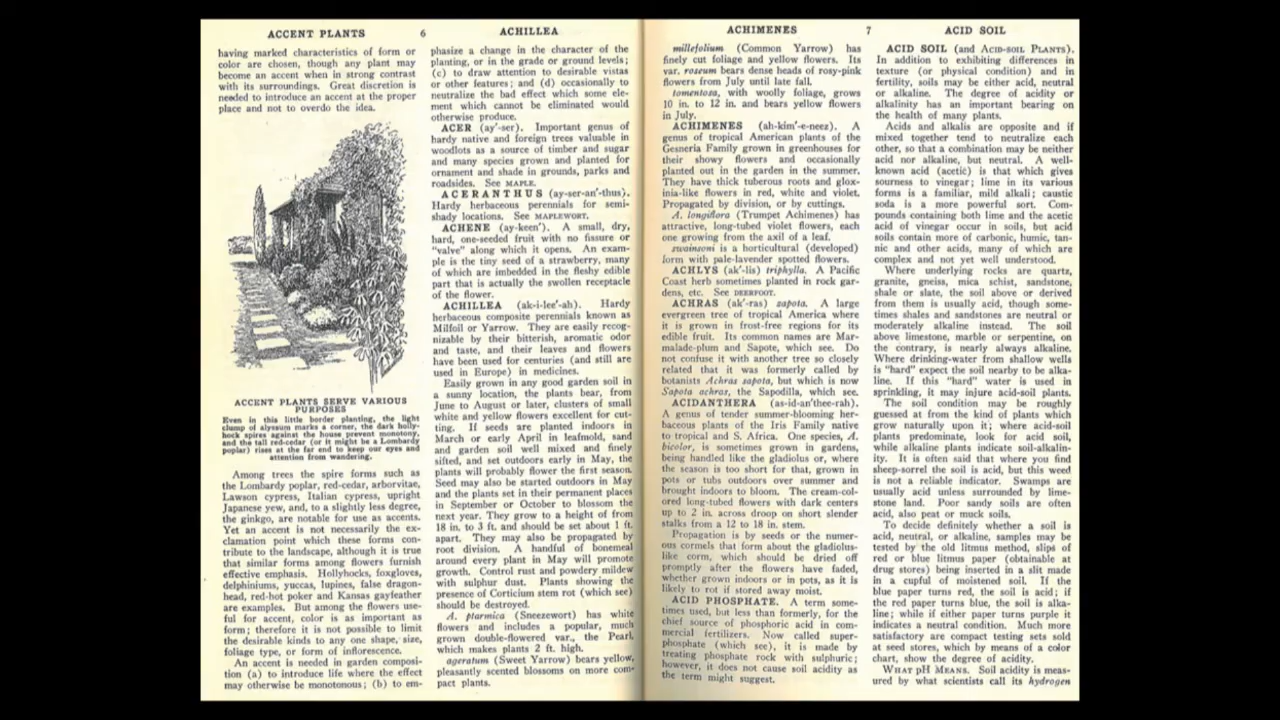 ACCENT PLANTS 6 ACHILLEA
having marked characteristics of form or
color are chosen, though any plant may
become an accent when in strong contrast
with its surroundings. Great discretion is
needed to introduce an accent at the proper
place and not to overdo the idea.
ACCENT PLANTS SERVE VARIOUS
PURPOSES
Even in this little border planting, the light
clump of alyssum marks a corner, the dark holly-
hock spires against the house prevent monotony,
and the tall red-cedar (or it might be a Lombardy
poplar) rises at the far end to keep our eyes and
attention from wandering.
Among trees the spire forms such as
the Lombardy poplar, red-cedar, arborvitae,
Lawson cypress, Italian cypress, upright
Japanese yew, and, to a slightly less degree,
the ginkgo, are notable for use as accents.
Yet an accent is not necessarily the ex-
clamation point which these forms con-
tribute to the landscape, although it is true
that similar forms among flowers furnish
effective emphasis. Hollyhocks, foxgloves,
delphiniums, yuccas, lupines, false dragon-
head, red-hot poker and Kansas gayfeather
are examples. But among the flowers use-
ful for accent, color is as important as
form; therefore it is not possible to limit
the desirable kinds to any one shape, size,
foliage type, or form of inflorescence.
An accent is needed in garden composi-
tion (a) to introduce life where the effect
may otherwise be monotonous; (b) to em-
phasize a change in the character of the
planting, or in the grade or ground levels;
(c) to draw attention to desirable vistas
or other features; and (d) occasionally to
neutralize the bad effect which some ele-
ment which cannot be eliminated would
otherwise produce.
ACER (ay'-ser). Important genus of
hardy native and foreign trees valuable in
woodlots as a source of timber and sugar
and many species grown and planted for
ornament and shade in grounds, parks and
roadsides. See MAPLE.
ACERANTHUS (ay-ser-an'-thus).
Hardy herbaceous perennials for semi-
shady locations. See MAPLEWORT.
ACHENE (ay-keen'). A small, dry,
hard, one-seeded fruit with no fissure or
"valve" along which it opens. An exam-
ple is the tiny seed of a strawberry, many
of which are imbedded in the fleshy edible
part that is actually the swollen receptacle
of the flower.
ACHILLEA (ak-i-lee'-ah). Hardy
herbaceous composite perennials known as
Milfoil or Yarrow. They are easily recog-
nizable by their bitterish, aromatic odor
and taste, and their leaves and flowers
have been used for centuries (and still are
used in Europe) in medicines.
Easily grown in any good garden soil in
a sunny location, the plants bear, from
June to August or later, clusters of small
white and yellow flowers excellent for cut-
ting. If seeds are planted indoors in
March or early April in leafmold, sand
and garden soil well mixed and finely
sifted, and set outdoors early in May, the
plants will probably flower the first season.
Seed may also be started outdoors in May
and the plants set in their permanent places
in September or October to blossom the
next year. They grow to a height of from
18 in. to 3 ft. and should be set about 1 ft.
apart. They may also be propagated by
root division. A handful of bonemeal
around every plant in May will promote
growth. Control rust and powdery mildew
with sulphur dust. Plants showing the
presence of Corticium stem rot (which see)
should be destroyed.
A. ptarmica (Sneezewort) has white
flowers and includes a popular, much
grown double-flowered var., the Pearl,
which makes plants 2 ft. high.
ageratum (Sweet Yarrow) bears yellow,
pleasantly scented blossoms on more com-
pact plants.
ACHIMENES 7 ACID SOIL
millefolium (Common Yarrow) has
finely cut foliage and yellow flowers. Its
var. roseum bears dense heads of rosy-pink
flowers from July until late fall.
tomentosa, with woolly foliage, grows
10 in. to 12 in. and bears yellow flowers
in July.
ACHIMENES (ah-kim'-e-neez). A
genus of tropical American plants of the
Gesneria Family grown in greenhouses for
their showy flowers and occasionally
planted out in the garden in the summer.
They have thick tuberous roots and glox-
inia-like flowers in red, white and violet.
Propagated by division, or by cuttings.
A. longiflora (Trumpet Achimenes) has
attractive, long-tubed violet flowers, each
one growing from the axil of a leaf.
swainsoni is a horticultural (developed)
form with pale-lavender spotted flowers.
ACHLYS (ak'-lis) triphylla. A Pacific
Coast herb sometimes planted in rock gar-
dens, etc. See DEERFOOT.
ACHRAS (ak'-ras) sapota. A large
evergreen tree of tropical America where
it is grown in frost-free regions for its
edible fruit. Its common names are Mar-
malade-plum and Sapote, which see. Do
not confuse it with another tree so closely
related that it was formerly called by
botanists Achras sapota, but which is now
Sapota achras, the Sapodilla, which see.
ACIDANTHERA (as-id-an'thee-rah).
A genus of tender summer-blooming her-
baceous plants of the Iris Family native
to tropical and S. Africa. One species, A.
bicolor, is sometimes grown in gardens,
being handled like the gladiolus or, where
the season is too short for that, grown in
pots or tubs outdoors over summer and
brought indoors to bloom. The cream-col-
ored long-tubed flowers with dark centers
up to 2 in. across droop on short slender
stalks from a 12 to 18 in. stem.
Propagation is by seeds or the numer-
ous cormels that form about the gladiolus-
like corm, which should be dried off
promptly after the flowers have faded,
whether grown indoors or in pots, as it is
likely to rot if stored away moist.
ACID PHOSPHATE. A term some-
times used, but less than formerly, for the
chief source of phosphoric acid in com-
mercial fertilizers. Now called super-
phosphate (which see), it is made by
treating phosphate rock with sulphuric;
however, it does not cause soil acidity as
the term might suggest.
ACID SOIL (and ACID-SOIL PLANTS).
In addition to exhibiting differences in
texture (or physical condition) and in
fertility, soils may be either acid, neutral
or alkaline. The degree of acidity or
alkalinity has an important bearing on
the health of many plants.
Acids and alkalis are opposite and if
mixed together tend to neutralize each
other, so that a combination may be neither
acid nor alkaline, but neutral. A well-
known acid (acetic) is that which gives
sourness to vinegar; lime in its various
forms is a familiar, mild alkali; caustic
soda is a more powerful sort. Com-
pounds containing both lime and the acetic
acid of vinegar occur in soils, but acid
soils contain more of carbonic, humic, tan-
nic and other acids, many of which are
complex and not yet well understood.
Where underlying rocks are quartz,
granite, gneiss, mica schist, sandstone,
shale or slate, the soil above or derived
from them is usually acid, though some-
times shales and sandstones are neutral or
moderately alkaline instead. The soil
above limestone, marble or serpentine, on
the contrary, is nearly always alkaline.
Where drinking-water from shallow wells
is "hard" expect the soil nearby to be alka-
line. If this "hard" water is used in
sprinkling, it may injure acid-soil plants.
The soil condition may be roughly
guessed at from the kind of plants which
grow naturally upon it; where acid-soil
plants predominate, look for acid soil,
while alkaline plants indicate soil-alkalin-
ity. It is often said that where you find
sheep-sorrel the soil is acid, but this weed
is not a reliable indicator. Swamps are
usually acid unless surrounded by lime-
stone land. Poor sandy soils are often
acid, also peat or muck soils.
To decide definitely whether a soil is
acid, neutral, or alkaline, samples may be
tested by the old litmus method, slips of
red or blue litmus paper (obtainable at
drug stores) being inserted in a slit made
in a cupful of moistened soil. If the
blue paper turns red, the soil is acid; if
the red paper turns blue, the soil is alka-
line; while if either paper turns purple it
indicates a neutral condition. Much more
satisfactory are compact testing sets sold
at seed stores, which by means of a color
chart, show the degree of acidity.
WHAT pH MEANS. Soil acidity is meas-
ured by what scientists call its hydrogen